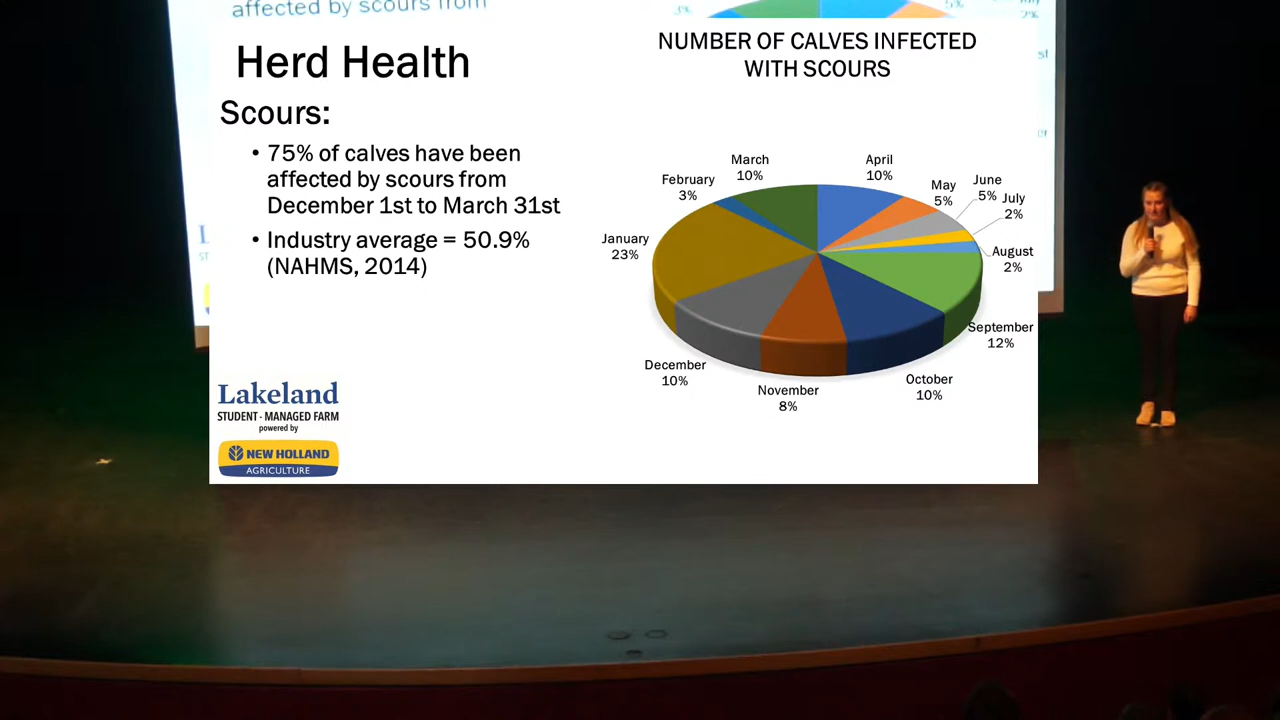 affected by scours from
3%
5%
2%
Herd Health
Scours:
• 75% of calves have been
affected by scours from
December 1st to March 31st
• Industry average = 50.9%
(NAHMS, 2014)
NUMBER OF CALVES INFECTED
WITH SCOURS
March
10%
April
10%
February
3%
May
5%
June
5%
July
2%
January
23%
August
2%
September
12%
December
10%
November
8%
October
10%
Lakeland
STUDENT - MANAGED FARM
powered by
NEW HOLLAND
AGRICULTURE